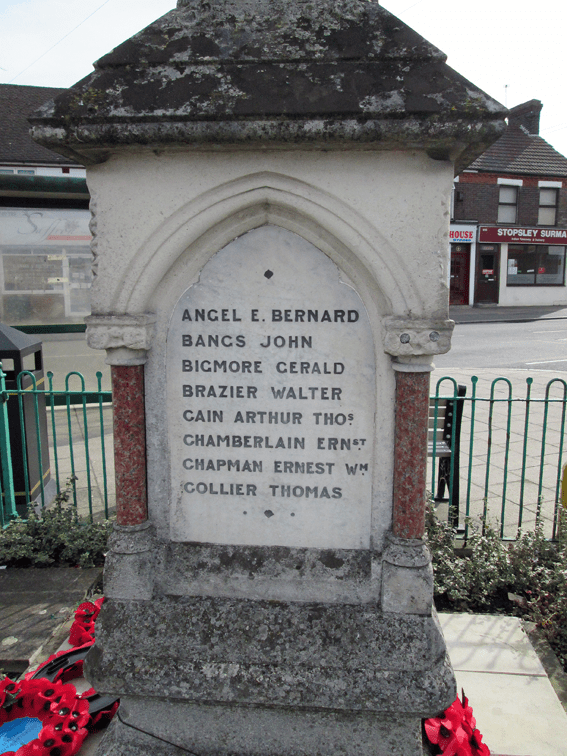 HOUSE
STOPSLEY SURMA
ANGEL E. BERNARD
BANGS JOHN
BIGMORE GERALD
BRAZIER WALTER
CAIN ARTHUR THOS
CHAMBERLAIN ERNST
CHAPMAN ERNEST WM
COLLIER THOMAS